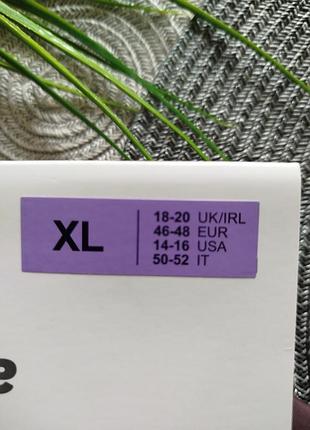 XL
18-20 UK/IRL
46-48 EUR
14-16 USA
50-52 IT
e